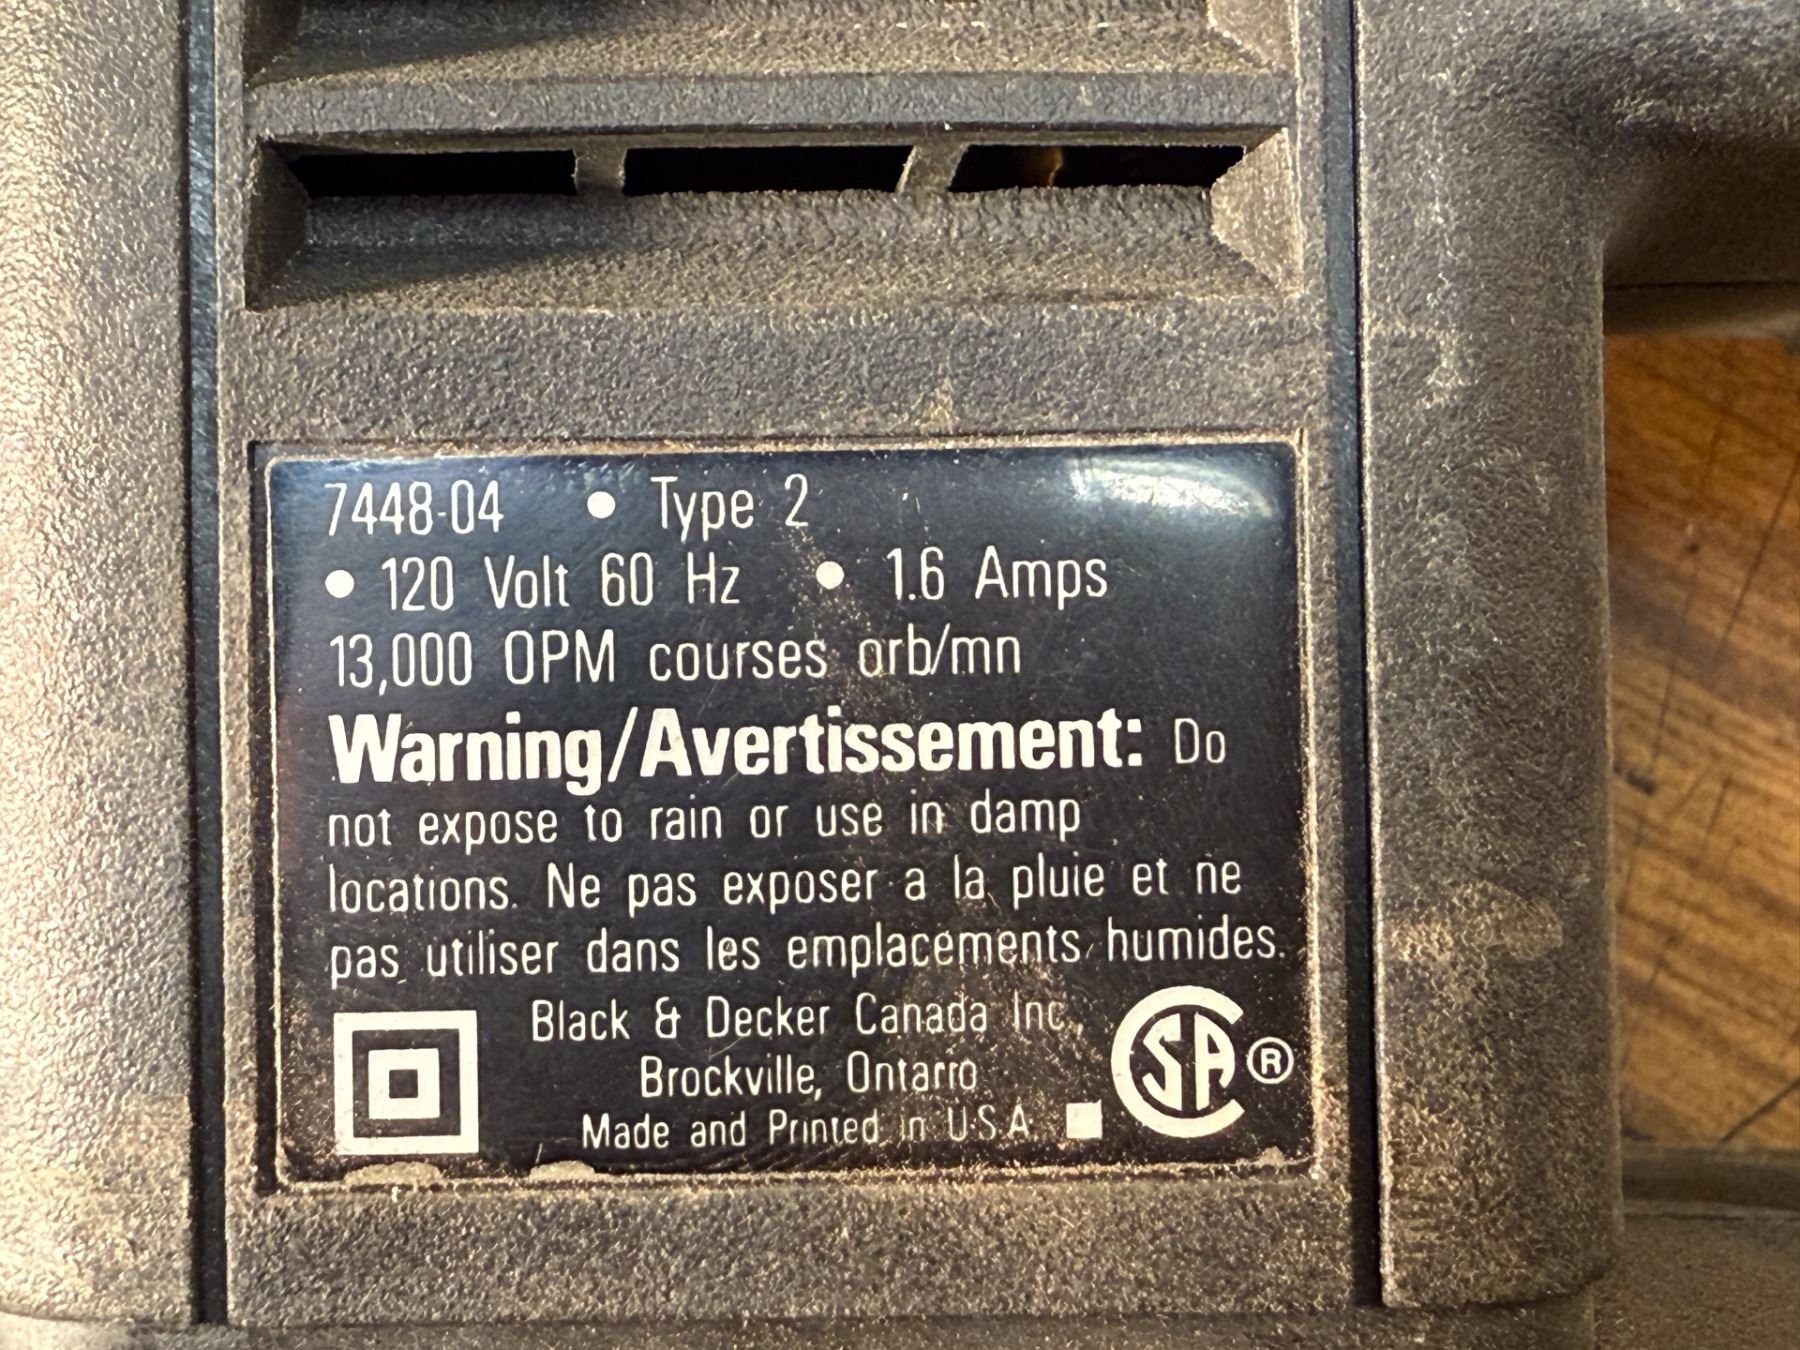 7448-04 • Type 2
• 120 Volt 60 Hz • 1.6 Amps
13,000 OPM courses orb/mn
Warning/Avertissement: Do
not expose to rain or use in damp
locations. Ne pas exposer a la pluie et ne
pas utiliser dans les emplacements humides.
Black & Decker Canada Inc.,
Brockville, Ontario
Made and Printed in U.S.A.
CSA ®